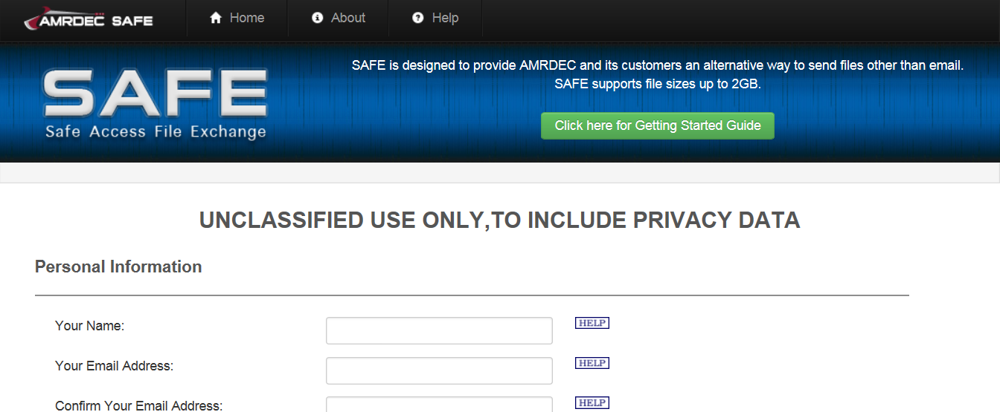 AMRDEC SAFE
Home
About
Help
SAFE
Safe Access File Exchange
SAFE is designed to provide AMRDEC and its customers an alternative way to send files other than email.
SAFE supports file sizes up to 2GB.
Click here for Getting Started Guide
UNCLASSIFIED USE ONLY,TO INCLUDE PRIVACY DATA
Personal Information
Your Name:
HELP
Your Email Address:
HELP
Confirm Your Email Address:
HELP